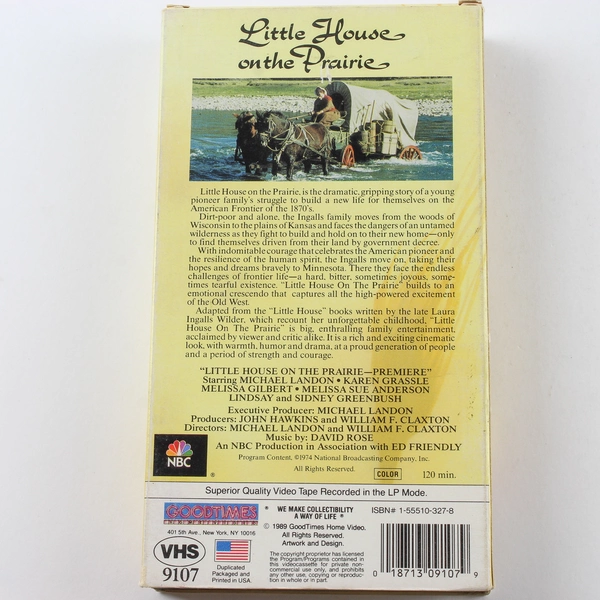 Little House
on the Prairie
Little House on the Prairie, is the dramatic, gripping story of a young
pioneer family's struggle to build a new life for themselves on the
American Frontier of the 1870's.
Dirt-poor and alone, the Ingalls family moves from the woods of
Wisconsin to the plains of Kansas and faces the dangers of an untamed
wilderness as they fight to build and hold on to their new home—only
to find themselves driven from their land by government decree.
With indomitable courage that celebrates the American pioneer and
the resilience of the human spirit, the Ingalls move on, taking their
hopes and dreams bravely to Minnesota. There they face the endless
challenges of frontier life—a hard, bitter, sometimes joyous, some-
times tearful existence. "Little House On The Prairie" builds to an
emotional crescendo that captures all the high-powered excitement
of the Old West.
Adapted from the "Little House" books written by the late Laura
Ingalls Wilder, which recount her unforgettable childhood, "Little
House On The Prairie" is big, enthralling family entertainment,
acclaimed by viewer and critic alike. It is a rich and exciting cinematic
look, with warmth, humor and drama, at a proud generation of people
and a period of strength and courage.
"LITTLE HOUSE ON THE PRAIRIE—PREMIERE"
Starring MICHAEL LANDON • KAREN GRASSLE
MELISSA GILBERT • MELISSA SUE ANDERSON
LINDSAY and SIDNEY GREENBUSH
Executive Producer: MICHAEL LANDON
Producers: JOHN HAWKINS and WILLIAM F. CLAXTON
Directors: MICHAEL LANDON and WILLIAM F. CLAXTON
Music by: DAVID ROSE
An NBC Production in Association with ED FRIENDLY
Program Content, ©1974 National Broadcasting Company, Inc.
All Rights Reserved.
COLOR
120 min.
NBC
®
Superior Quality Video Tape Recorded in the LP Mode.
GOODTIMES
401 5th Ave., New York, NY 10016
VHS
9107
Duplicated
Packaged and
Printed in U.S.A.
* WE MAKE COLLECTIBILITY
A WAY OF LIFE *
© 1989 GoodTimes Home Video.
All Rights Reserved.
Artwork and Design.
The copyright proprietor has licensed
the Program/Programs contained in
this videocassette for private non-
commercial use only, and prohibits
any other use, copying or reproduc-
tion in whole or in part.
ISBN# 1-55510-327-8
0 18713 09107 9